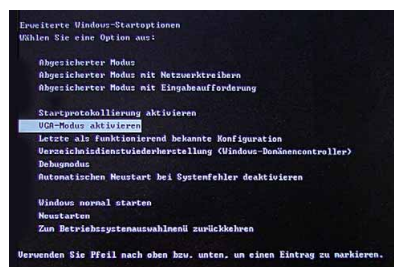 Erweiterte Windows-Startoptionen
Wählen Sie eine Option aus:
Abgesicherter Modus
Abgesicherter Modus mit Netzwerktreibern
Abgesicherter Modus mit Eingabeaufforderung
Startprotokollierung aktivieren
VGA-Modus aktivieren
Letzte als funktionierend bekannte Konfiguration
Verzeichnisdienstwiederherstellung (Windows-Domänencontroller)
Debugmodus
Automatischen Neustart bei Systemfehler deaktivieren
Windows normal starten
Neustarten
Zum Betriebssystemauswahlmenü zurückkehren
Verwenden Sie Pfeil nach oben bzw. unten, um einen Eintrag zu markieren.